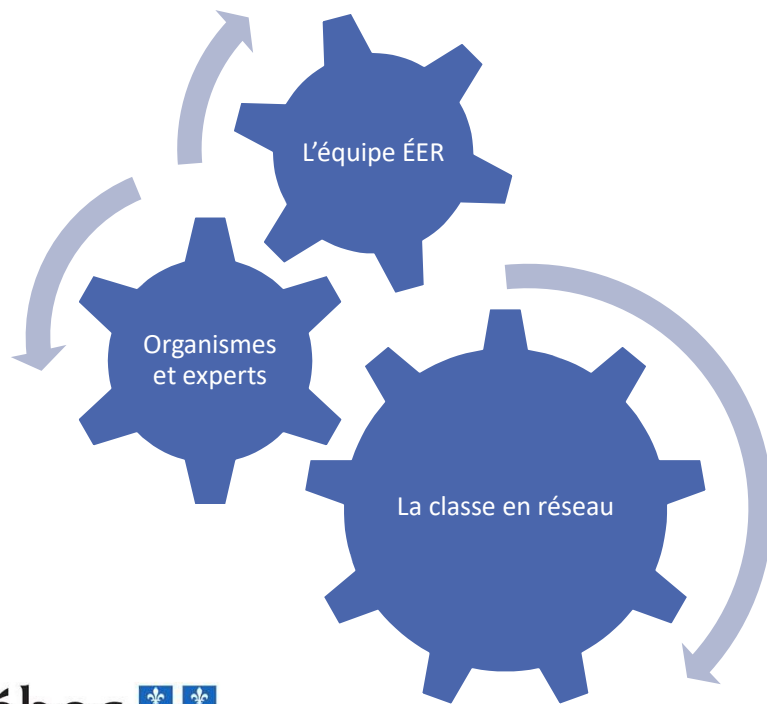 L'équipe ÉER
Organismes
et experts
La classe en réseau